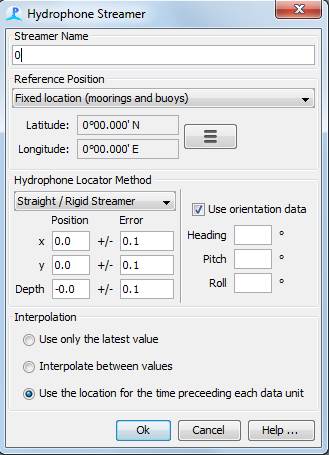 Hydrophone Streamer
Streamer Name
0
Reference Position
Fixed location (moorings and buoys)
Latitude: 0°00.000' N
Longitude: 0°00.000' E
Hydrophone Locator Method
Straight / Rigid Streamer
Position Error
x 0.0 +/- 0.1
y 0.0 +/- 0.1
Depth -0.0 +/- 0.1
Use orientation data
Heading °
Pitch °
Roll °
Interpolation
Use only the latest value
Interpolate between values
Use the location for the time preceeding each data unit
Ok Cancel Help ...